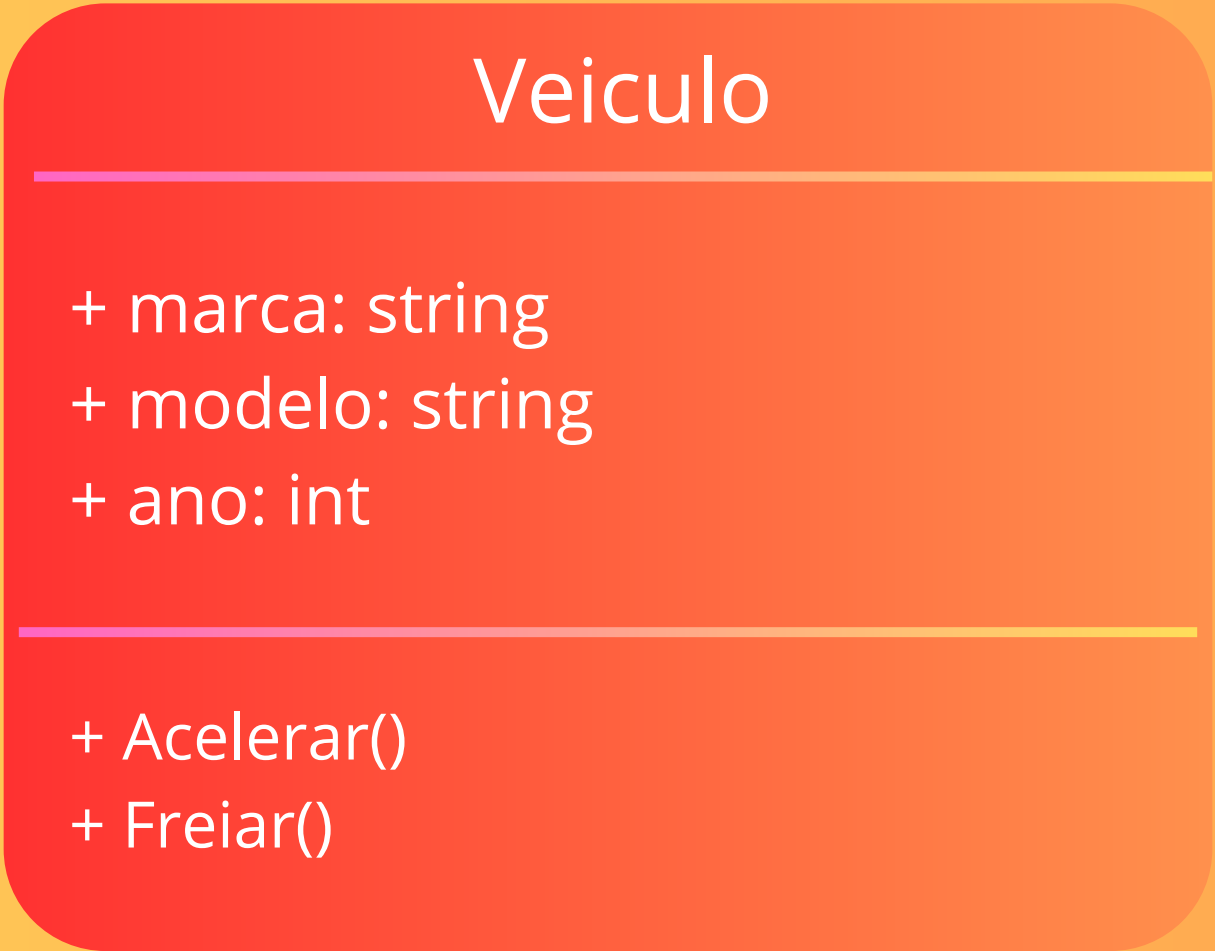 Veiculo
+ marca: string
+ modelo: string
+ ano: int
+ Acelerar()
+ Freiar()